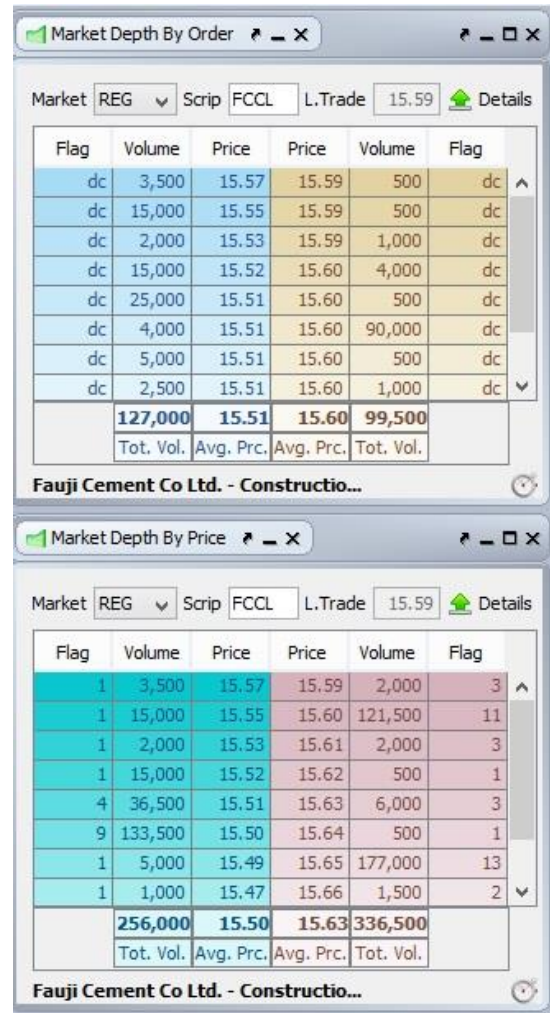 Market Depth By Order
Market REG Scrip FCCL L.Trade 15.59 Details
Flag Volume Price Price Volume Flag
dc 3,500 15.57 15.59 500 dc
dc 15,000 15.55 15.59 500 dc
dc 2,000 15.53 15.59 1,000 dc
dc 15,000 15.52 15.60 4,000 dc
dc 25,000 15.51 15.60 500 dc
dc 4,000 15.51 15.60 90,000 dc
dc 5,000 15.51 15.60 500 dc
dc 2,500 15.51 15.60 1,000 dc
127,000 15.51 15.60 99,500
Tot. Vol. Avg. Prc. Avg. Prc. Tot. Vol.
Fauji Cement Co Ltd. - Constructio...
Market Depth By Price
Market REG Scrip FCCL L.Trade 15.59 Details
Flag Volume Price Price Volume Flag
1 3,500 15.57 15.59 2,000 3
1 15,000 15.55 15.60 121,500 11
1 2,000 15.53 15.61 2,000 3
1 15,000 15.52 15.62 500 1
4 36,500 15.51 15.63 6,000 3
9 133,500 15.50 15.64 500 1
1 5,000 15.49 15.65 177,000 13
1 1,000 15.47 15.66 1,500 2
256,000 15.50 15.63 336,500
Tot. Vol. Avg. Prc. Avg. Prc. Tot. Vol.
Fauji Cement Co Ltd. - Constructio...